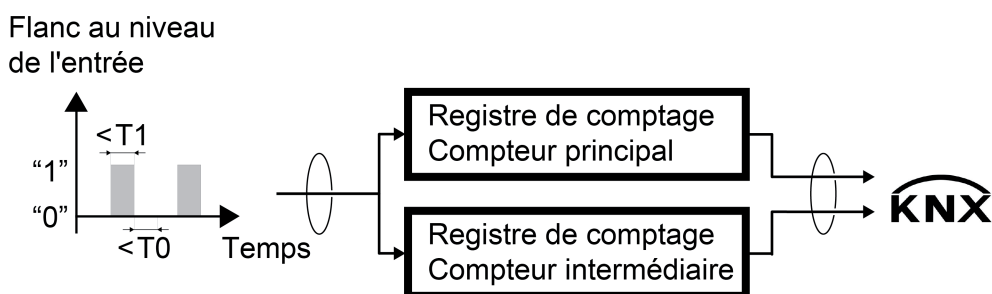 Flanc au niveau
de l'entrée
<T1
“1”
“0”
<T0
Temps
Registre de comptage
Compteur principal
Registre de comptage
Compteur intermédiaire
KNX